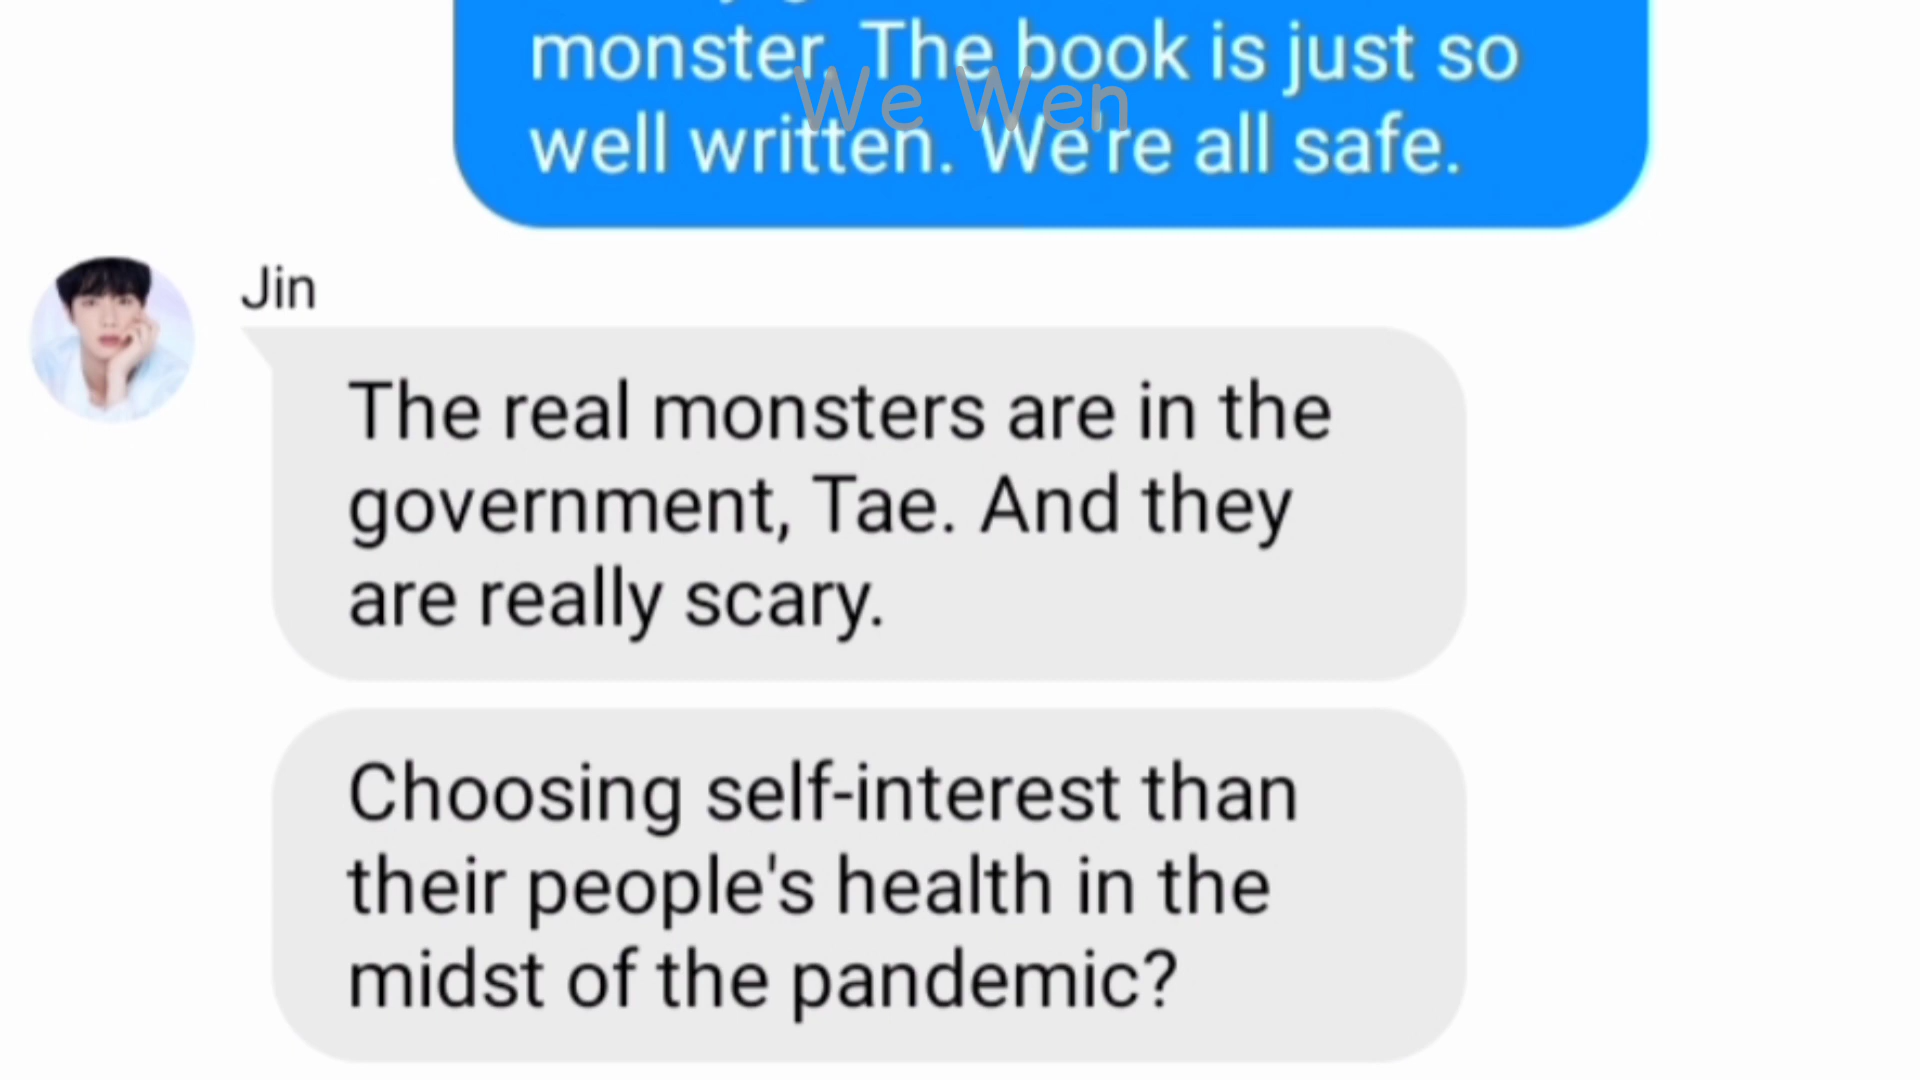 monster. The book is just so
We Wen
well written. We're all safe.
Jin
The real monsters are in the
government, Tae. And they
are really scary.
Choosing self-interest than
their people's health in the
midst of the pandemic?